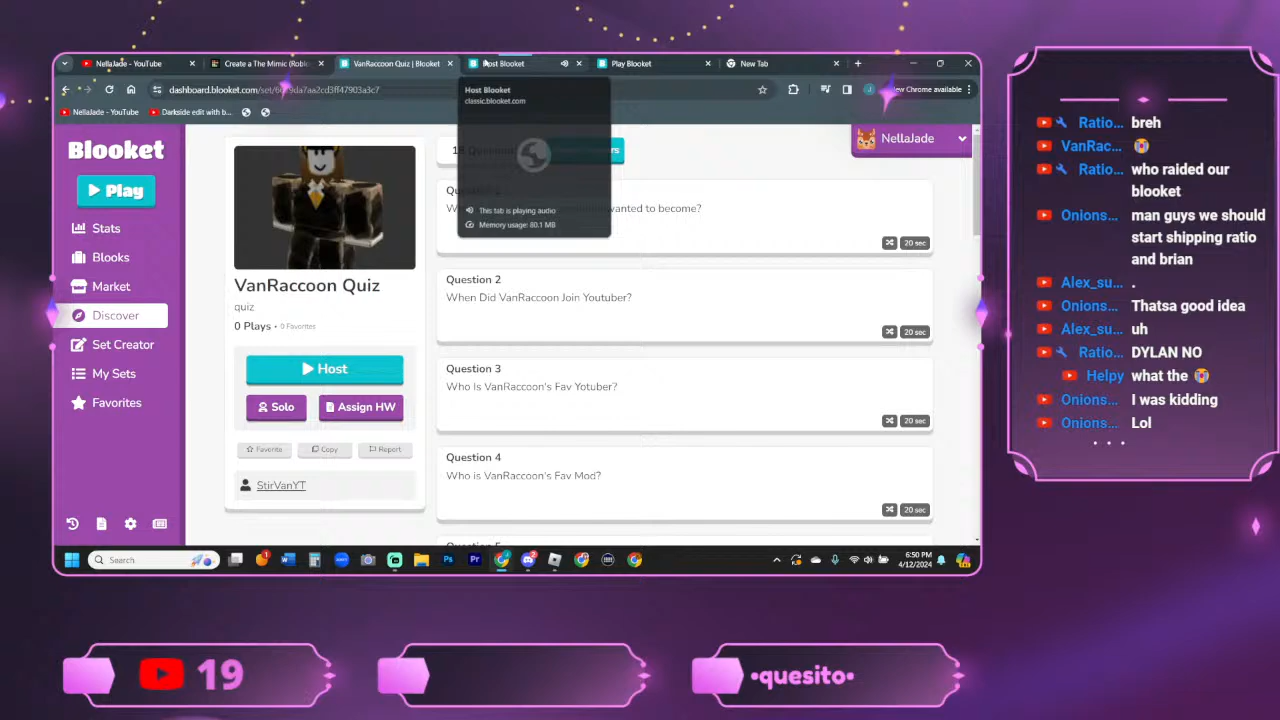 NellaJade - YouTube
Create a The Mimic (Roblo
VanRaccoon Quiz | Blooket
Host Blooket
Play Blooket
New Tab
ew Chrome available
NellaJade - YouTube
Darkside edit with b
Host Blooket
classic.blooket.com
This tab is playing audio
Memory usage: 80.1 MB
Blooket
Play
Stats
Blooks
Market
Discover
Set Creator
My Sets
Favorites
VanRaccoon Quiz
quiz
0 Plays • 0 Favorites
Host
Solo
Assign HW
Favorite
Copy
Report
StirVanYT
NellaJade
wanted to become?
20 sec
Question 2
When Did VanRaccoon Join Youtuber?
20 sec
Question 3
Who Is VanRaccoon's Fav Yotuber?
20 sec
Question 4
Who is VanRaccoon's Fav Mod?
20 sec
Search
6:50 PM
4/12/2024
Ratio... breh
VanRac... 😭
Ratio... who raided our
blooket
Onions... man guys we should
start shipping ratio
and brian
Alex_su... .
Onions... Thatsa good idea
Alex_su... uh
Ratio... DYLAN NO
Helpy what the 😭
Onions... I was kidding
Onions... Lol
• • •
19
•quesito•